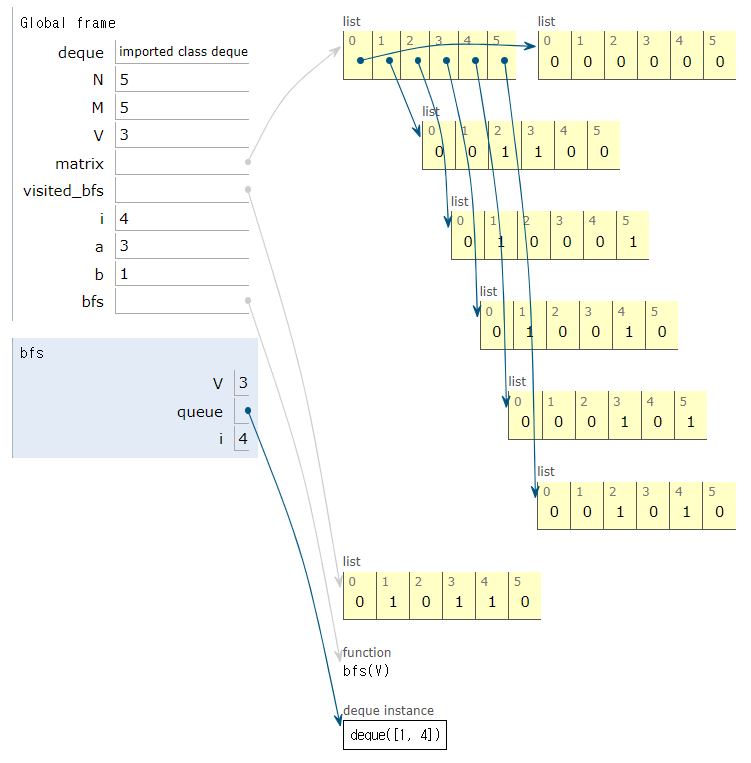 Global frame
deque imported class deque
N 5
M 5
V 3
matrix
visited_bfs
i 4
a 3
b 1
bfs
bfs
V 3
queue
i 4
list
0 1 2 3 4 5
list
0 1 2 3 4 5
0 0 0 0 0 0
list
0 1 2 3 4 5
0 0 1 1 0 0
list
0 1 2 3 4 5
0 1 0 0 0 1
list
0 1 2 3 4 5
0 1 0 0 1 0
list
0 1 2 3 4 5
0 0 0 1 0 1
list
0 1 2 3 4 5
0 0 1 0 1 0
list
0 1 2 3 4 5
0 1 0 1 1 0
function
bfs(V)
deque instance
deque([1, 4])